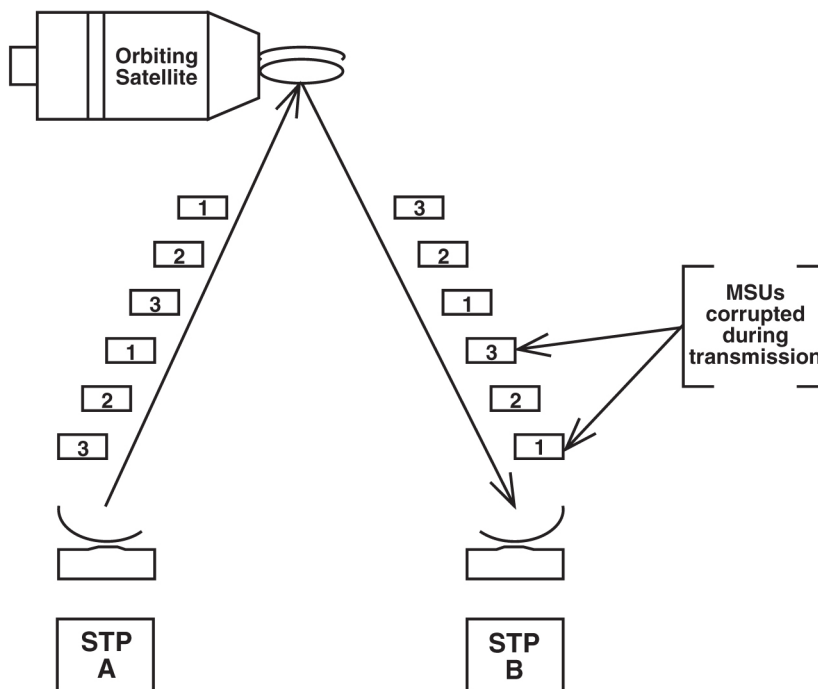 Orbiting
Satellite
1
3
2
2
3
1
1
3
2
2
3
1
MSUs
corrupted
during
transmission
STP
A
STP
B